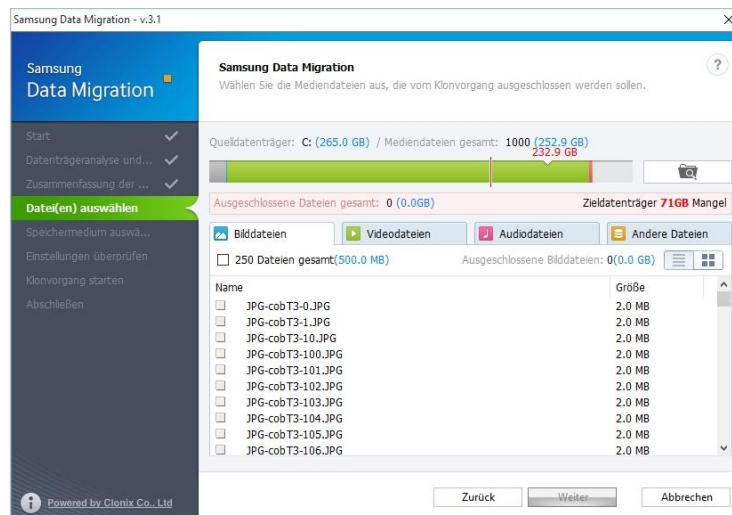 Samsung Data Migration - v.3.1
Samsung
Data Migration
Start
Datenträgeranalyse und...
Zusammenfassung der ...
Datei(en) auswählen
Speichermedium auswä...
Einstellungen überprüfen
Klonvorgang starten
Abschließen
Powered by Clonix Co., Ltd
Samsung Data Migration
Wählen Sie die Mediendateien aus, die vom Klonvorgang ausgeschlossen werden sollen.
?
Quelldatenträger: C: (265.0 GB) / Mediendateien gesamt: 1000 (252.9 GB)
232.9 GB
Ausgeschlossene Dateien gesamt: 0 (0.0GB) Zieldatenträger 71GB Mangel
Bilddateien Videodateien Audiodateien Andere Dateien
250 Dateien gesamt(500.0 MB) Ausgeschlossene Bilddateien: 0(0.0 GB)
Name Größe
JPG-cobT3-0.JPG 2.0 MB
JPG-cobT3-1.JPG 2.0 MB
JPG-cobT3-10.JPG 2.0 MB
JPG-cobT3-100.JPG 2.0 MB
JPG-cobT3-101.JPG 2.0 MB
JPG-cobT3-102.JPG 2.0 MB
JPG-cobT3-103.JPG 2.0 MB
JPG-cobT3-104.JPG 2.0 MB
JPG-cobT3-105.JPG 2.0 MB
JPG-cobT3-106.JPG 2.0 MB
Zurück Weiter Abbrechen